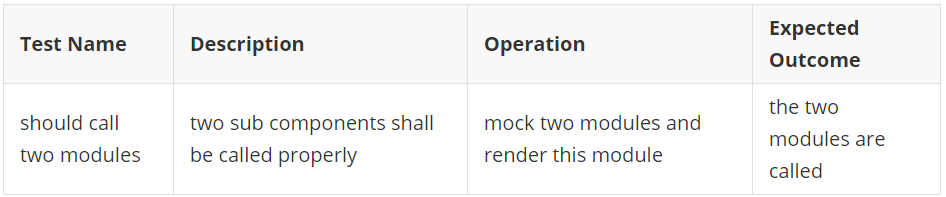 Test Name
Description
Operation
Expected
Outcome
should call
two modules
two sub components shall
be called properly
mock two modules and
render this module
the two
modules are
called